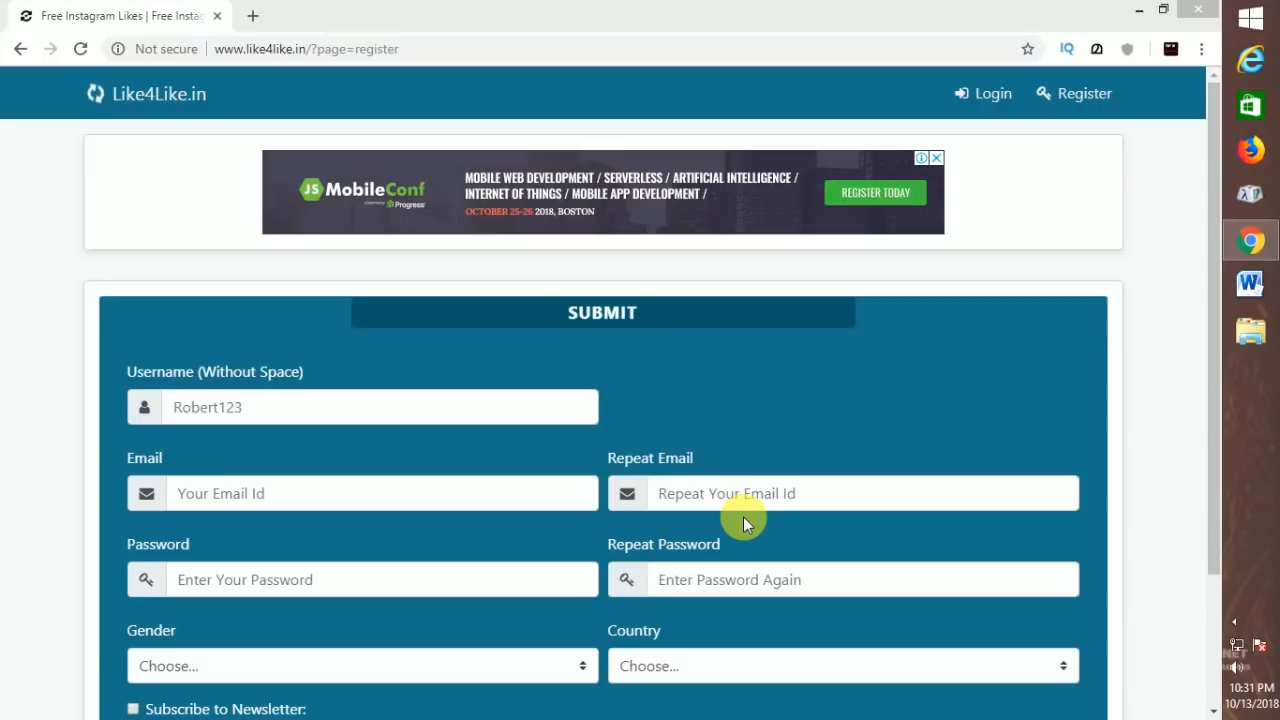 Free Instagram Likes | Free Instag
Not secure | www.like4like.in/?page=register
IQ
Like4Like.in
Login
Register
JS MobileConf
powered by Progress
MOBILE WEB DEVELOPMENT / SERVERLESS / ARTIFICIAL INTELLIGENCE /
INTERNET OF THINGS / MOBILE APP DEVELOPMENT /
OCTOBER 25-26 2018, BOSTON
REGISTER TODAY
SUBMIT
Username (Without Space)
Robert123
Email
Repeat Email
Your Email Id
Repeat Your Email Id
Password
Repeat Password
Enter Your Password
Enter Password Again
Gender
Country
Choose...
Choose...
Subscribe to Newsletter:
10:31 PM
10/13/2018